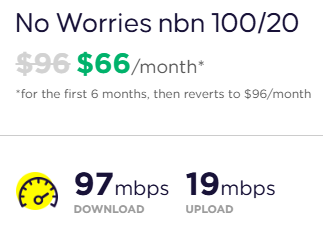 No Worries nbn 100/20
$96 $66/month*
*for the first 6 months, then reverts to $96/month
97mbps 19mbps
DOWNLOAD UPLOAD